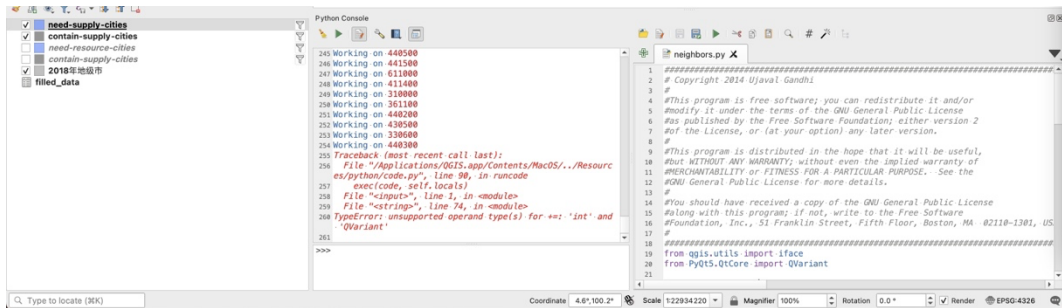 need-supply-cities
contain-supply-cities
need-resource-cities
contain-supply-cities
2018年地级市
filled_data
Python Console
245 Working on 440500
246 Working on 441500
247 Working on 611000
248 Working on 411400
249 Working on 310000
250 Working on 361100
251 Working on 440200
252 Working on 430500
253 Working on 330600
254 Working on 440300
255 Traceback (most recent call last):
256 File "/Applications/QGIS.app/Contents/MacOS/../Resourc
es/python/code.py", line 90, in runcode
257 exec(code, self.locals)
258 File "<input>", line 1, in <module>
259 File "<string>", line 74, in <module>
260 TypeError: unsupported operand type(s) for +=: 'int' and
'QVariant'
261
>>>
neighbors.py
1 ################################################################################
2 # Copyright 2014 Ujaval Gandhi
3 #
4 #This program is free software; you can redistribute it and/or
5 #modify it under the terms of the GNU General Public License
6 #as published by the Free Software Foundation; either version 2
7 #of the License, or (at your option) any later version.
8 #
9 #This program is distributed in the hope that it will be useful,
10 #but WITHOUT ANY WARRANTY; without even the implied warranty of
11 #MERCHANTABILITY or FITNESS FOR A PARTICULAR PURPOSE. See the
12 #GNU General Public License for more details.
13 #
14 #You should have received a copy of the GNU General Public License
15 #along with this program; if not, write to the Free Software
16 #Foundation, Inc., 51 Franklin Street, Fifth Floor, Boston, MA 02110-1301, US
17 #
18 ################################################################################
19 from qgis.utils import iface
20 from PyQt5.QtCore import QVariant
21
Type to locate (⌘K)
Coordinate 4.6°,100.2° Scale 1:22934220 Magnifier 100% Rotation 0.0 ° Render EPSG:4326